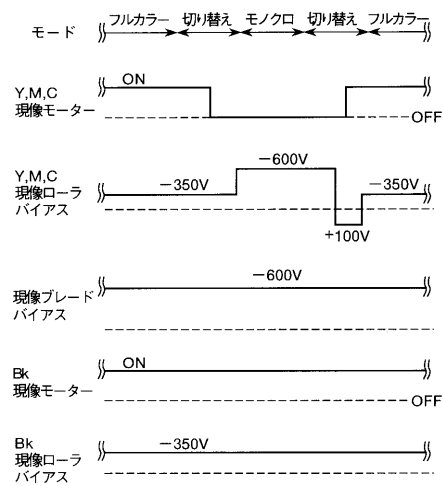 モード フルカラー 切り替え モノクロ 切り替え フルカラー
Y,M,C
現像モーター
ON
OFF
Y,M,C
現像ローラ
バイアス
−350V
−600V
+100V
−350V
現像ブレード
バイアス
−600V
Bk
現像モーター
ON
OFF
Bk
現像ローラ
バイアス
−350V